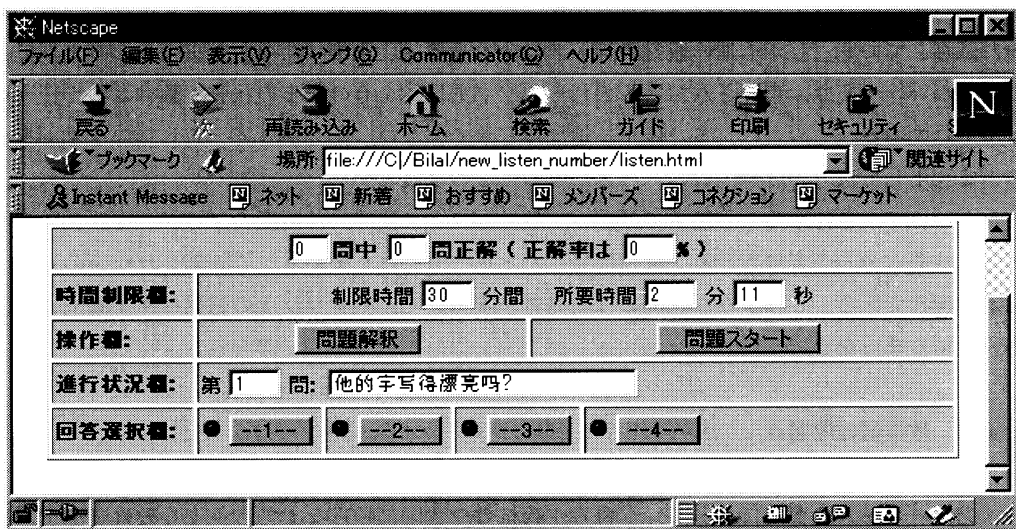 Netscape
ファイル(F) 編集(E) 表示(V) ジャンプ(G) Communicator(C) ヘルプ(H)
戻る 次 再読み込み ホーム 検索 ガイド 印刷 セキュリティ
ブックマーク 場所: file:///C|/Bilal/new_listen_number/listen.html 関連サイト
Instant Message ネット 新着 おすすめ メンバーズ コネクション マーケット
0 問中 0 問正解 ( 正解率は 0 % )
時間制限欄: 制限時間 30 分間 所要時間 2 分 11 秒
操作欄: 問題解釈 問題スタート
進行状況欄: 第 1 問: 他的字写得漂亮吗?
回答選択欄: --1-- --2-- --3-- --4--